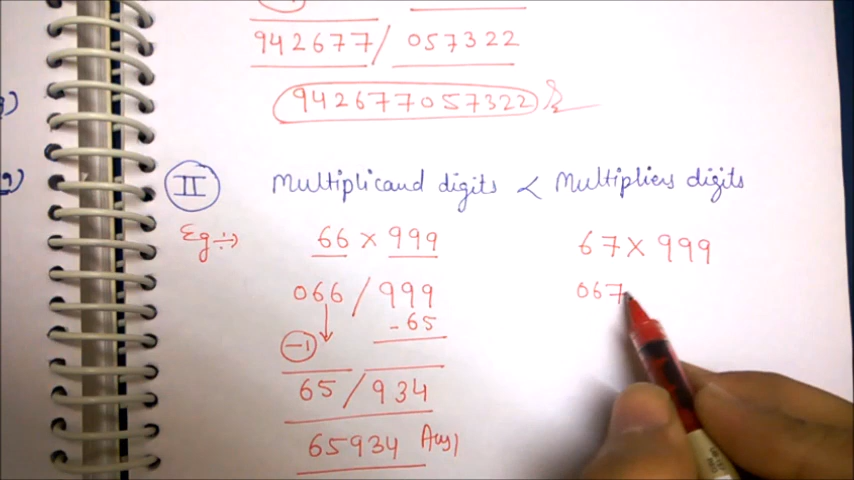 942677/ 057322
942677057322
II Multiplicand digits < Multipliers digits
Eg ÷→ 66 × 999
67 × 999
066 / 999
067
- 65
-1
65 / 934
65934 Ans